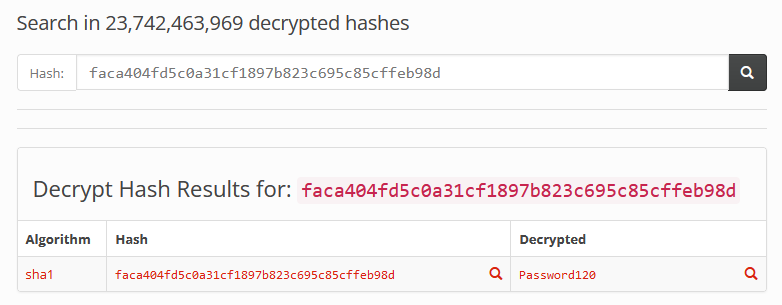 Search in 23,742,463,969 decrypted hashes
Hash: faca404fd5c0a31cf1897b823c695c85cffeb98d
Decrypt Hash Results for: faca404fd5c0a31cf1897b823c695c85cffeb98d
Algorithm Hash Decrypted
sha1 faca404fd5c0a31cf1897b823c695c85cffeb98d Password120